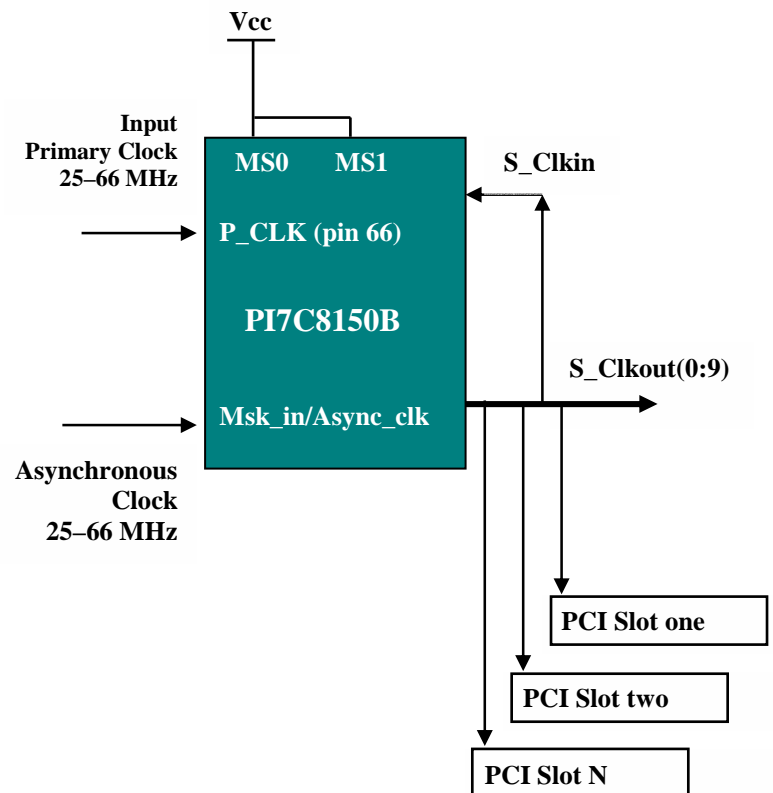 Vcc
Input
Primary Clock
25–66 MHz
MS0 MS1
S_Clkin
P_CLK (pin 66)
PI7C8150B
S_Clkout(0:9)
Msk_in/Async_clk
Asynchronous
Clock
25–66 MHz
PCI Slot one
PCI Slot two
PCI Slot N